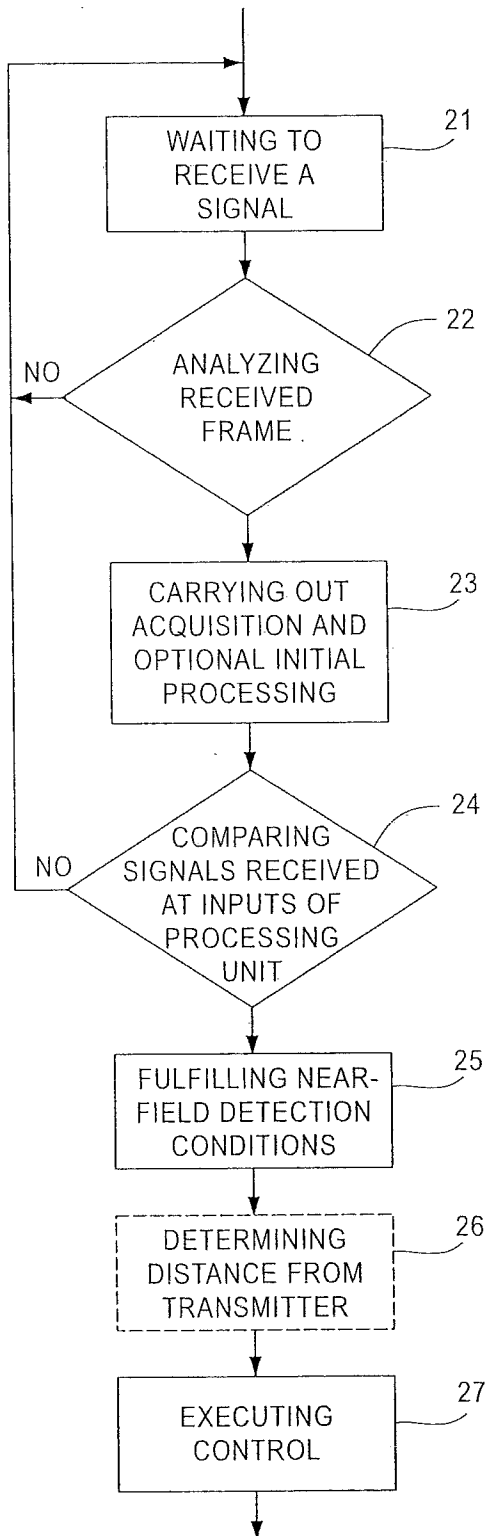 21
WAITING TO
RECEIVE A
SIGNAL
22
NO
ANALYZING
RECEIVED
FRAME
23
CARRYING OUT
ACQUISITION AND
OPTIONAL INITIAL
PROCESSING
24
NO
COMPARING
SIGNALS RECEIVED
AT INPUTS OF
PROCESSING
UNIT
25
FULFILLING NEAR-
FIELD DETECTION
CONDITIONS
26
DETERMINING
DISTANCE FROM
TRANSMITTER
27
EXECUTING
CONTROL